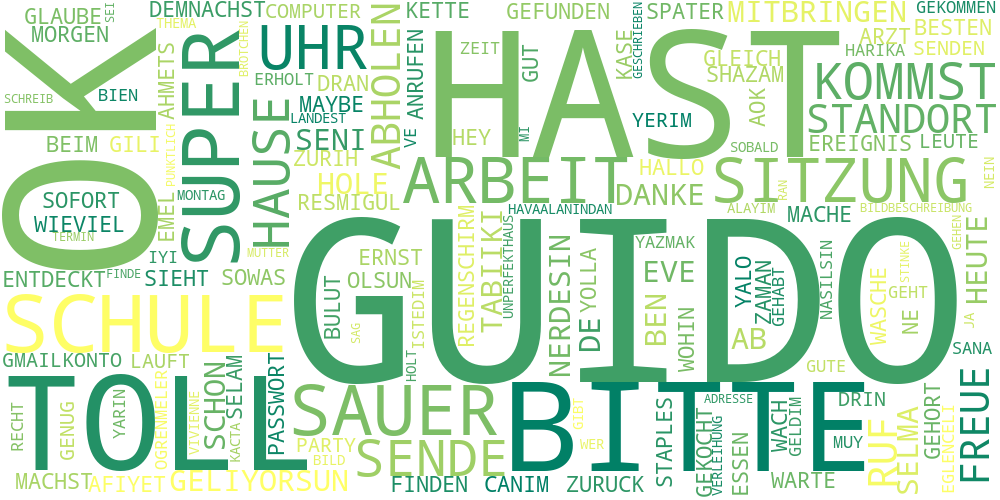 GLAUBE SEI DEMNACHST COMPUTER KETTE GEFUNDEN SPATER MITBRINGEN GEKOMMEN
MORGEN THEMA BROTCHEN GESCHRIEBEN BESTEN
OK SUPER UHR ABHOLEN ANRUFEN HAST ZEIT GUT KASE GLEICH ARZT HARIKA SENDEN
AHMETS ERHOLT DRAN SHAZAM KOMMST
SCHREIB BIEN MAYBE LANDEST AOK STANDORT
HAUSE SENI VE HEY MI YERIM
BEIM GILI PUNKTLICH ZURIH SOBALD EREIGNIS LEUTE
HOLE ARBEIT HALLO SITZUNG NEIN
SOFORT EMEL MONTAG RESMIGUL DANKE RAN
WIEVIEL HAVAALANINDAN ALAYIM MACHE BILDBESCHREIBUNG
TERMIN MUTTER GUIDO GEHEN HEUTE
IYI ERNST REGENSCHIRM TABIIKI UNPERFEKTHAUS YAZMAK
ENTDECKT FINDE SIEHT SOWAS OLSUN NERDESIN YOLLA EVE YALO ZAMAN GEHABT NASILSIN WASCHE STINKE
SCHULE BULUT SAG ISTEDIM DE BEN WOHIN AB GEHT NE JA
GMAILKONTO LAUFT HOLT GUTE SANA
TOLL SCHON SELAM PASSWORT SAUER BITTE STAPLES ADRESSE DRIN FREUE
RECHT GENUG YARIN OGRENMELER VIVIENNE KACTA GIBT GEKOCHT VERLEIHUNG WACH GELDIM RUF SELMA GEHORT EGLENCELI
PARTY SENDE WER ESSEN MUY
MACHST AFIYET GELIYORSUN BILD FINDEN CANIM ZURUCK WARTE